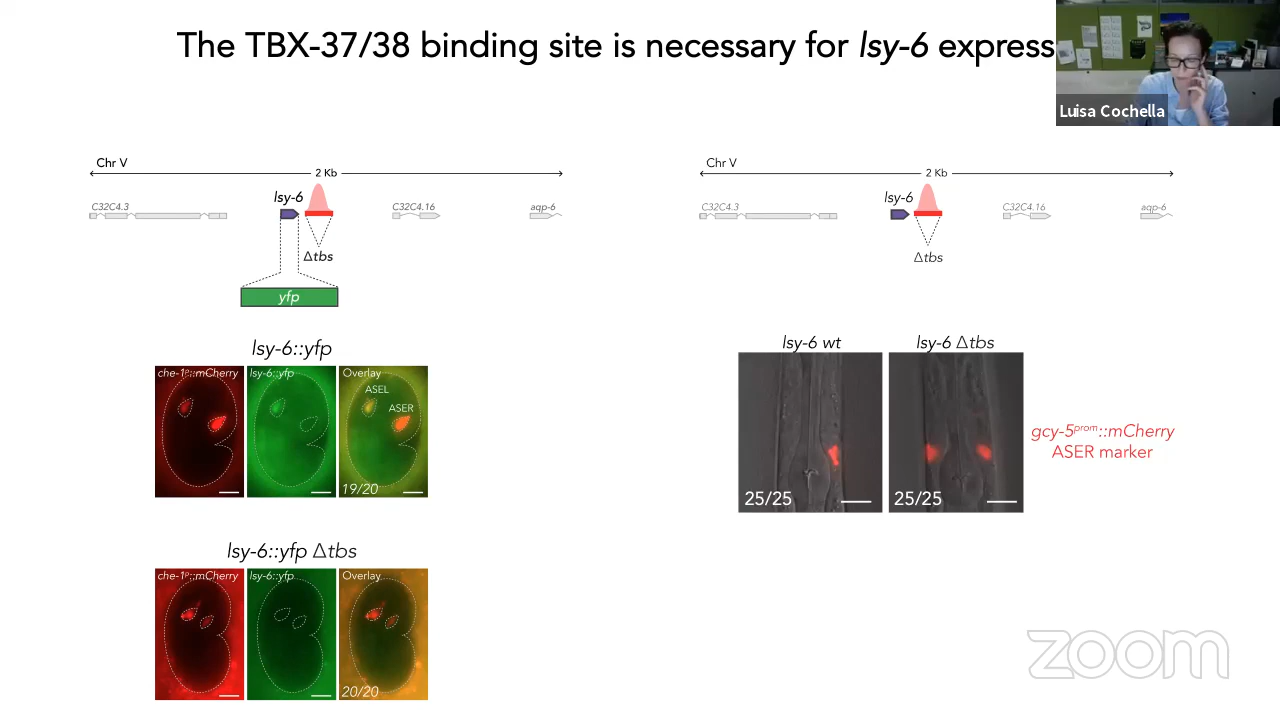 The TBX-37/38 binding site is necessary for lsy-6 express
Luisa Cochella
Chr V
2 Kb
lsy-6
C32C4.3
C32C4.16
aqp-6
Δtbs
yfp
lsy-6::yfp
che-1ᵖ::mCherry
lsy-6::yfp
Overlay
ASEL
ASER
19/20
lsy-6::yfp Δtbs
che-1ᵖ::mCherry
lsy-6::yfp
Overlay
20/20
Chr V
2 Kb
lsy-6
C32C4.3
C32C4.16
aqp-6
Δtbs
lsy-6 wt
lsy-6 Δtbs
25/25
25/25
gcy-5ᵖʳᵒᵐ::mCherry
ASER marker
zoom